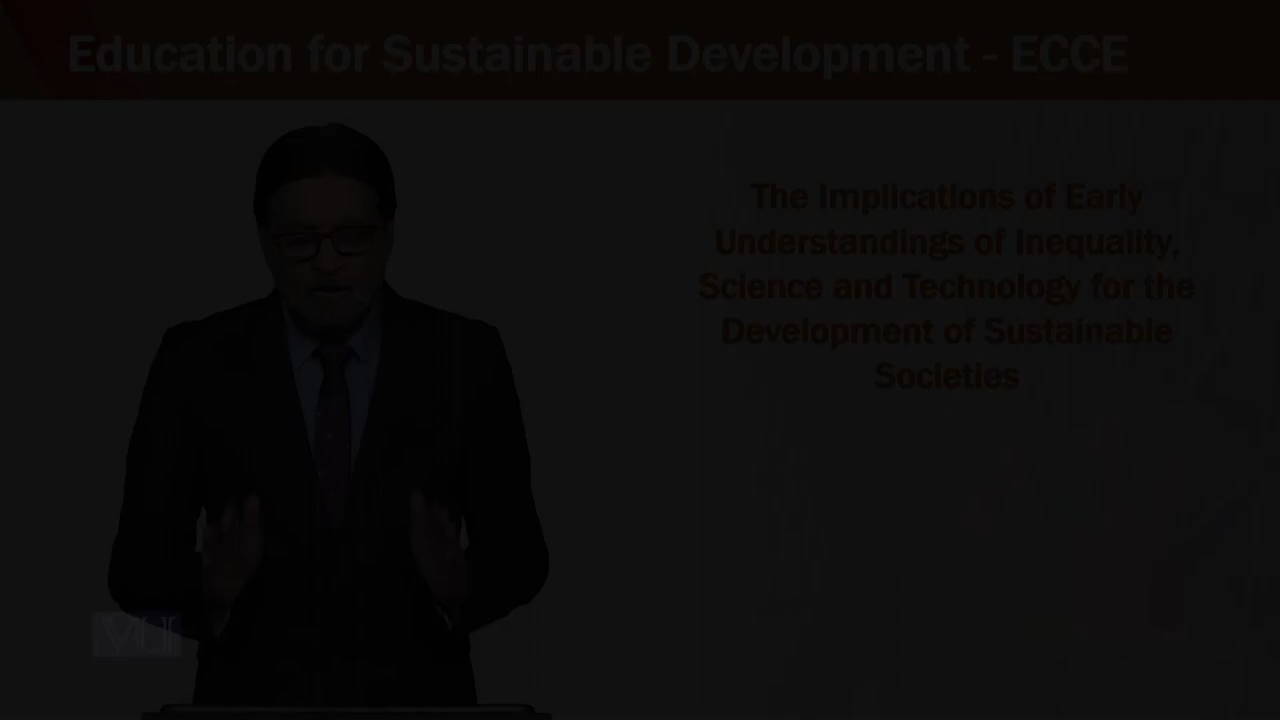 Education for Sustainable Development - ECCE
The Implications of Early
Understandings of Inequality,
Science and Technology for the
Development of Sustainable
Societies
VU